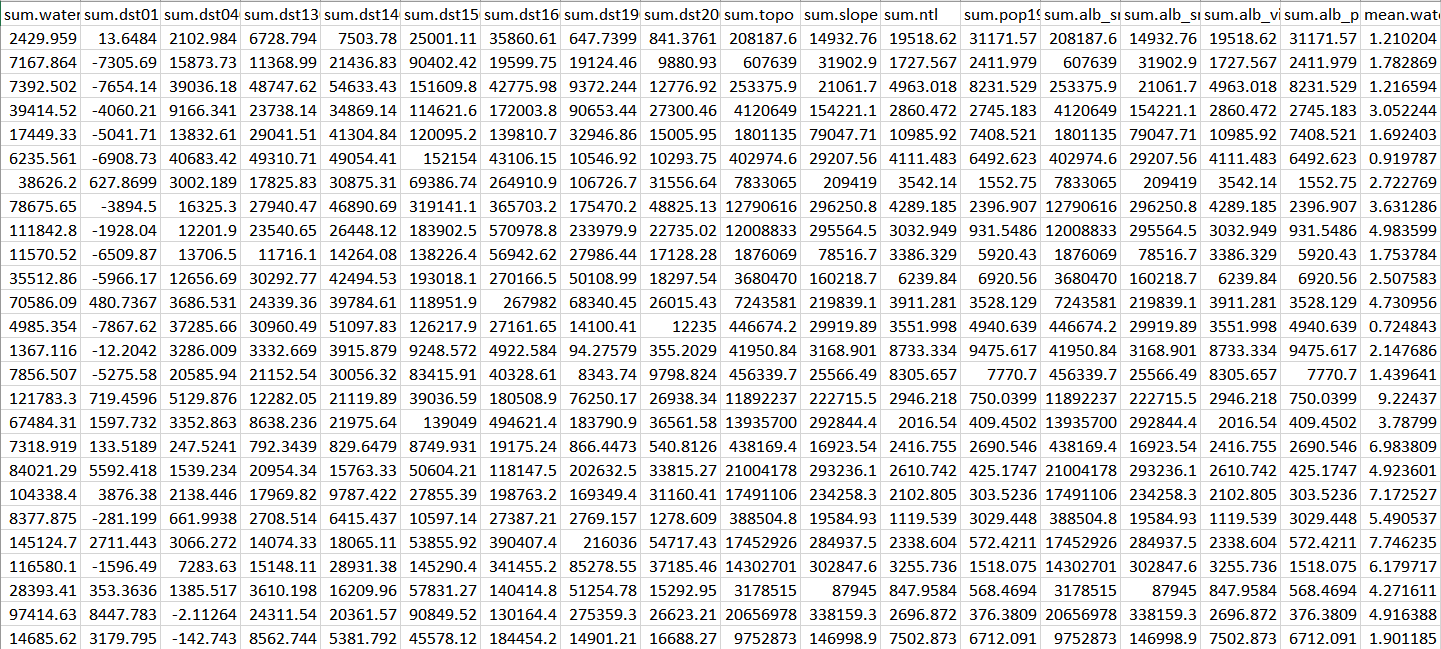 sum.water sum.dst01 sum.dst04 sum.dst13 sum.dst14 sum.dst15 sum.dst16 sum.dst19 sum.dst20 sum.topo sum.slope sum.ntl sum.pop19 sum.alb_sr sum.alb_sr sum.alb_vi sum.alb_p mean.wat
2429.959 13.6484 2102.984 6728.794 7503.78 25001.11 35860.61 647.7399 841.3761 208187.6 14932.76 19518.62 31171.57 208187.6 14932.76 19518.62 31171.57 1.210204
7167.864 -7305.69 15873.73 11368.99 21436.83 90402.42 19599.75 19124.46 9880.93 607639 31902.9 1727.567 2411.979 607639 31902.9 1727.567 2411.979 1.782869
7392.502 -7654.14 39036.18 48747.62 54633.43 151609.8 42775.98 9372.244 12776.92 253375.9 21061.7 4963.018 8231.529 253375.9 21061.7 4963.018 8231.529 1.216594
39414.52 -4060.21 9166.341 23738.14 34869.14 114621.6 172003.8 90653.44 27300.46 4120649 154221.1 2860.472 2745.183 4120649 154221.1 2860.472 2745.183 3.052244
17449.33 -5041.71 13832.61 29041.51 41304.84 120095.2 139810.7 32946.86 15005.95 1801135 79047.71 10985.92 7408.521 1801135 79047.71 10985.92 7408.521 1.692403
6235.561 -6908.73 40683.42 49310.71 49054.41 152154 43106.15 10546.92 10293.75 402974.6 29207.56 4111.483 6492.623 402974.6 29207.56 4111.483 6492.623 0.919787
38626.2 627.8699 3002.189 17825.83 30875.31 69386.74 264910.9 106726.7 31556.64 7833065 209419 3542.14 1552.75 7833065 209419 3542.14 1552.75 2.722769
78675.65 -3894.5 16325.3 27940.47 46890.69 319141.1 365703.2 175470.2 48825.13 12790616 296250.8 4289.185 2396.907 12790616 296250.8 4289.185 2396.907 3.631286
111842.8 -1928.04 12201.9 23540.65 26448.12 183902.5 570978.8 233979.9 22735.02 12008833 295564.5 3032.949 931.5486 12008833 295564.5 3032.949 931.5486 4.983599
11570.52 -6509.87 13706.5 11716.1 14264.08 138226.4 56942.62 27986.44 17128.28 1876069 78516.7 3386.329 5920.43 1876069 78516.7 3386.329 5920.43 1.753784
35512.86 -5966.17 12656.69 30292.77 42494.53 193018.1 270166.5 50108.99 18297.54 3680470 160218.7 6239.84 6920.56 3680470 160218.7 6239.84 6920.56 2.507583
70586.09 480.7367 3686.531 24339.36 39784.61 118951.9 267982 68340.45 26015.43 7243581 219839.1 3911.281 3528.129 7243581 219839.1 3911.281 3528.129 4.730956
4985.354 -7867.62 37285.66 30960.49 51097.83 126217.9 27161.65 14100.41 12235 446674.2 29919.89 3551.998 4940.639 446674.2 29919.89 3551.998 4940.639 0.724843
1367.116 -12.2042 3286.009 3332.669 3915.879 9248.572 4922.584 94.27579 355.2029 41950.84 3168.901 8733.334 9475.617 41950.84 3168.901 8733.334 9475.617 2.147686
7856.507 -5275.58 20585.94 21152.54 30056.32 83415.91 40328.61 8343.74 9798.824 456339.7 25566.49 8305.657 7770.7 456339.7 25566.49 8305.657 7770.7 1.439641
121783.3 719.4596 5129.876 12282.05 21119.89 39036.59 180508.9 76250.17 26938.34 11892237 222715.5 2946.218 750.0399 11892237 222715.5 2946.218 750.0399 9.22437
67484.31 1597.732 3352.863 8638.236 21975.64 139049 494621.4 183790.9 36561.58 13935700 292844.4 2016.54 409.4502 13935700 292844.4 2016.54 409.4502 3.78799
7318.919 133.5189 247.5241 792.3439 829.6479 8749.931 19175.24 866.4473 540.8126 438169.4 16923.54 2416.755 2690.546 438169.4 16923.54 2416.755 2690.546 6.983809
84021.29 5592.418 1539.234 20954.34 15763.33 50604.21 118147.5 202632.5 33815.27 21004178 293236.1 2610.742 425.1747 21004178 293236.1 2610.742 425.1747 4.923601
104338.4 3876.38 2138.446 17969.82 9787.422 27855.39 198763.2 169349.4 31160.41 17491106 234258.3 2102.805 303.5236 17491106 234258.3 2102.805 303.5236 7.172527
8377.875 -281.199 661.9938 2708.514 6415.437 10597.14 27387.21 2769.157 1278.609 388504.8 19584.93 1119.539 3029.448 388504.8 19584.93 1119.539 3029.448 5.490537
145124.7 2711.443 3066.272 14074.33 18065.11 53855.92 390407.4 216036 54717.43 17452926 284937.5 2338.604 572.4211 17452926 284937.5 2338.604 572.4211 7.746235
116580.1 -1596.49 7283.63 15148.11 28931.38 145290.4 341455.2 85278.55 37185.46 14302701 302847.6 3255.736 1518.075 14302701 302847.6 3255.736 1518.075 6.179717
28393.41 353.3636 1385.517 3610.198 16209.96 57831.27 140414.8 51254.78 15292.95 3178515 87945 847.9584 568.4694 3178515 87945 847.9584 568.4694 4.271611
97414.63 8447.783 -2.11264 24311.54 20361.57 90849.52 130164.4 275359.3 26623.21 20656978 338159.3 2696.872 376.3809 20656978 338159.3 2696.872 376.3809 4.916388
14685.62 3179.795 -142.743 8562.744 5381.792 45578.12 184454.2 14901.21 16688.27 9752873 146998.9 7502.873 6712.091 9752873 146998.9 7502.873 6712.091 1.901185